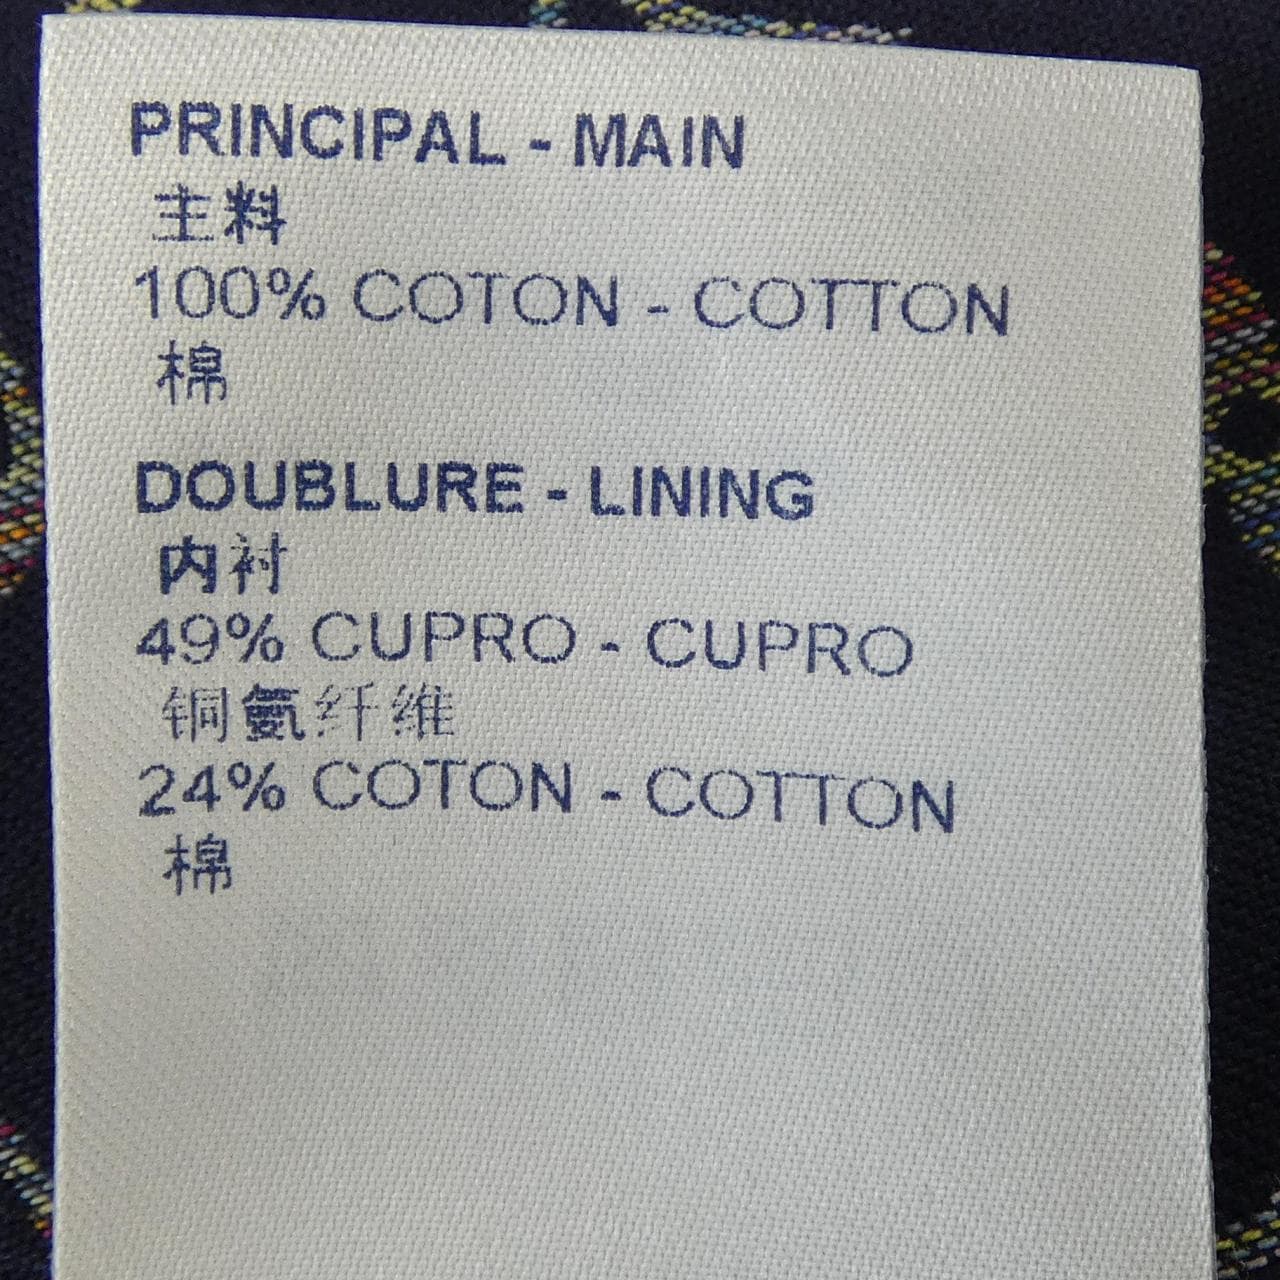 PRINCIPAL - MAIN
主料
100% COTON - COTTON
棉
DOUBLURE - LINING
内衬
49% CUPRO - CUPRO
铜氨纤维
24% COTON - COTTON
棉